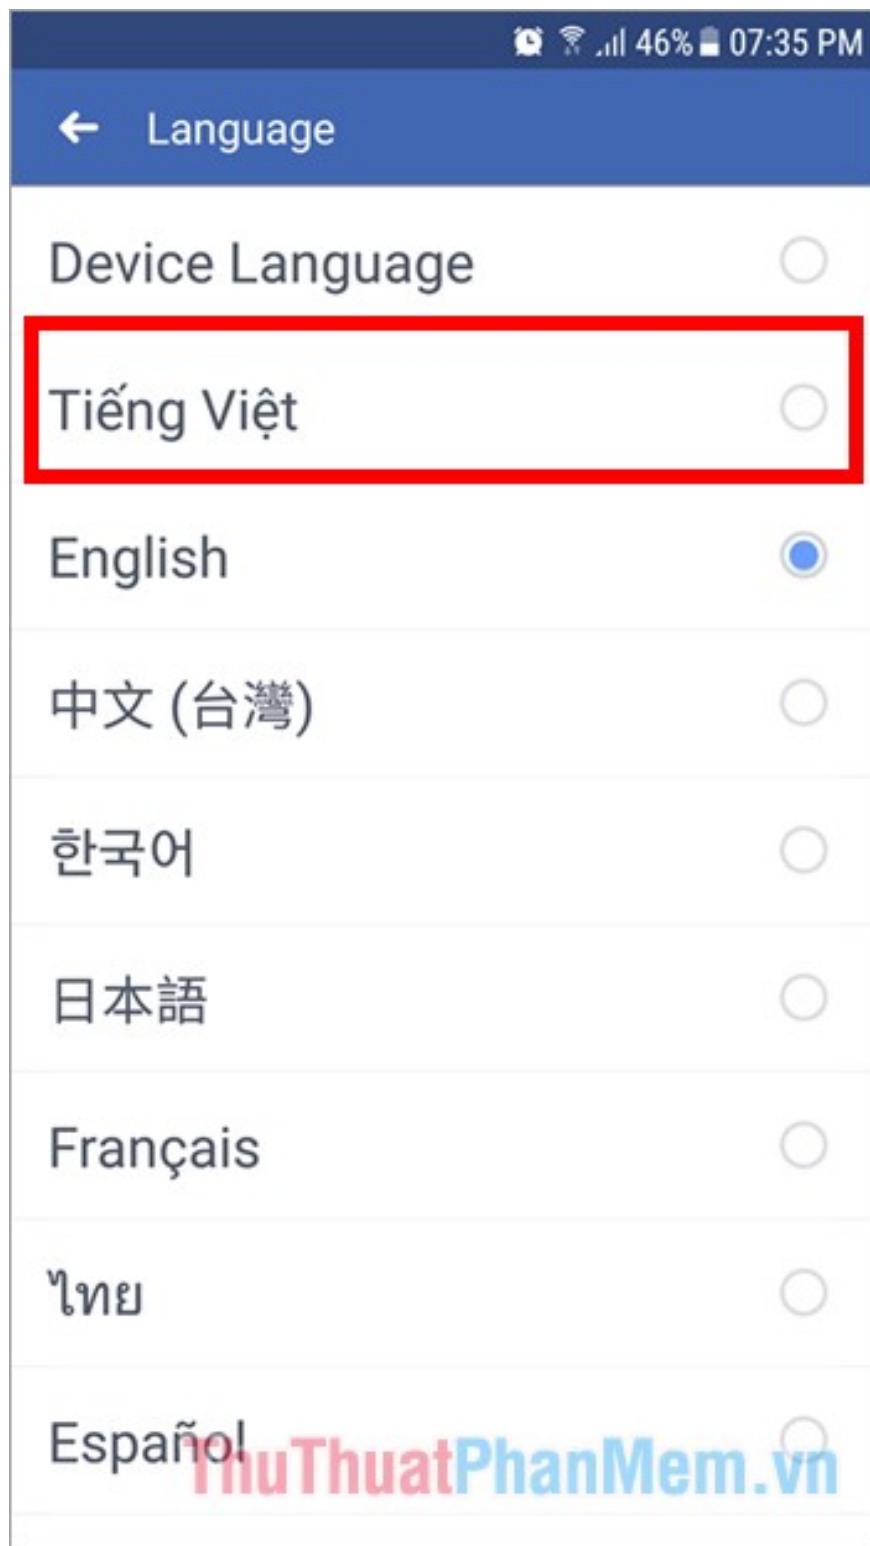 46% 07:35 PM
Language
Device Language
Tiếng Việt
English
中文 (台灣)
한국어
日本語
Français
ไทย
Español
ThuThuatPhanMem.vn